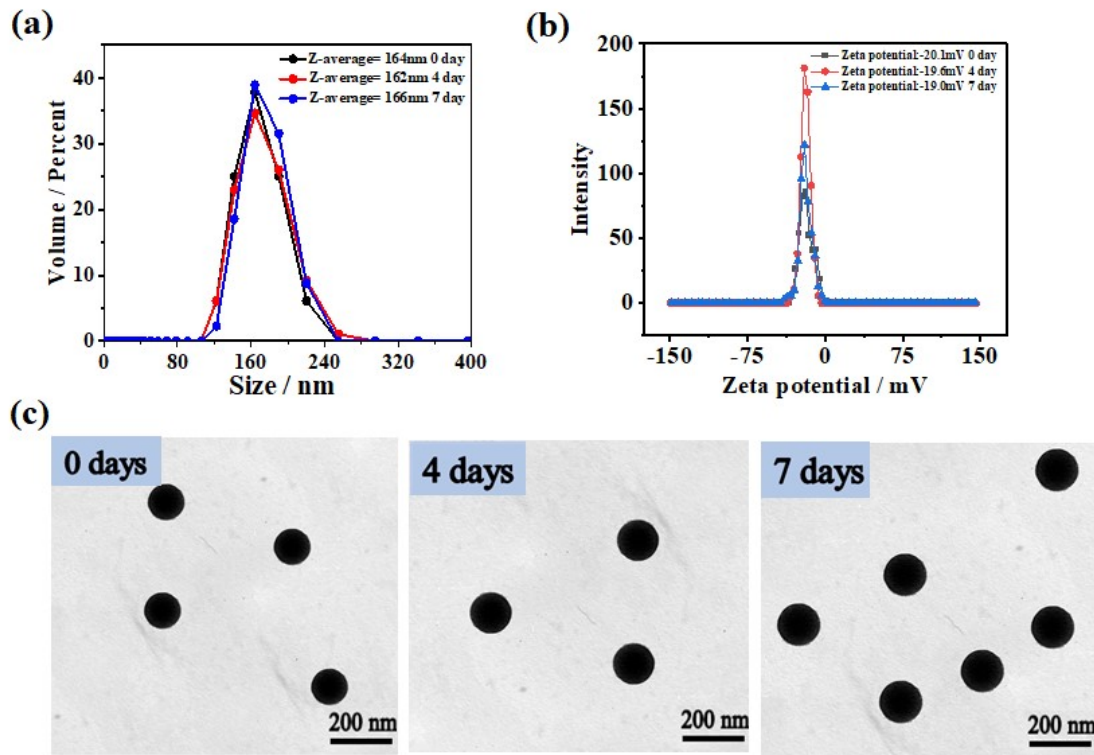 (a)
Z-average= 164nm 0 day
Z-average= 162nm 4 day
Z-average= 166nm 7 day
Volume / Percent
40
30
20
10
0
0 80 160 240 320 400
Size / nm
(b)
Zeta potential:-20.1mV 0 day
Zeta potential:-19.6mV 4 day
Zeta potential:-19.0mV 7 day
Intensity
200
150
100
50
0
-150 -75 0 75 150
Zeta potential / mV
(c)
0 days
200 nm
4 days
200 nm
7 days
200 nm